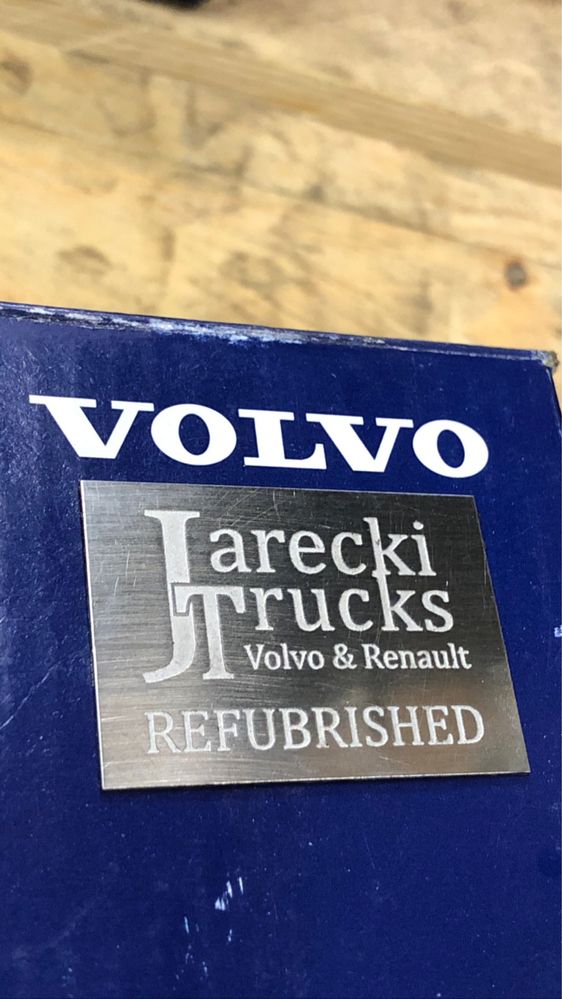 VOLVO
Jarecki
Trucks
Volvo & Renault
REFUBRISHED